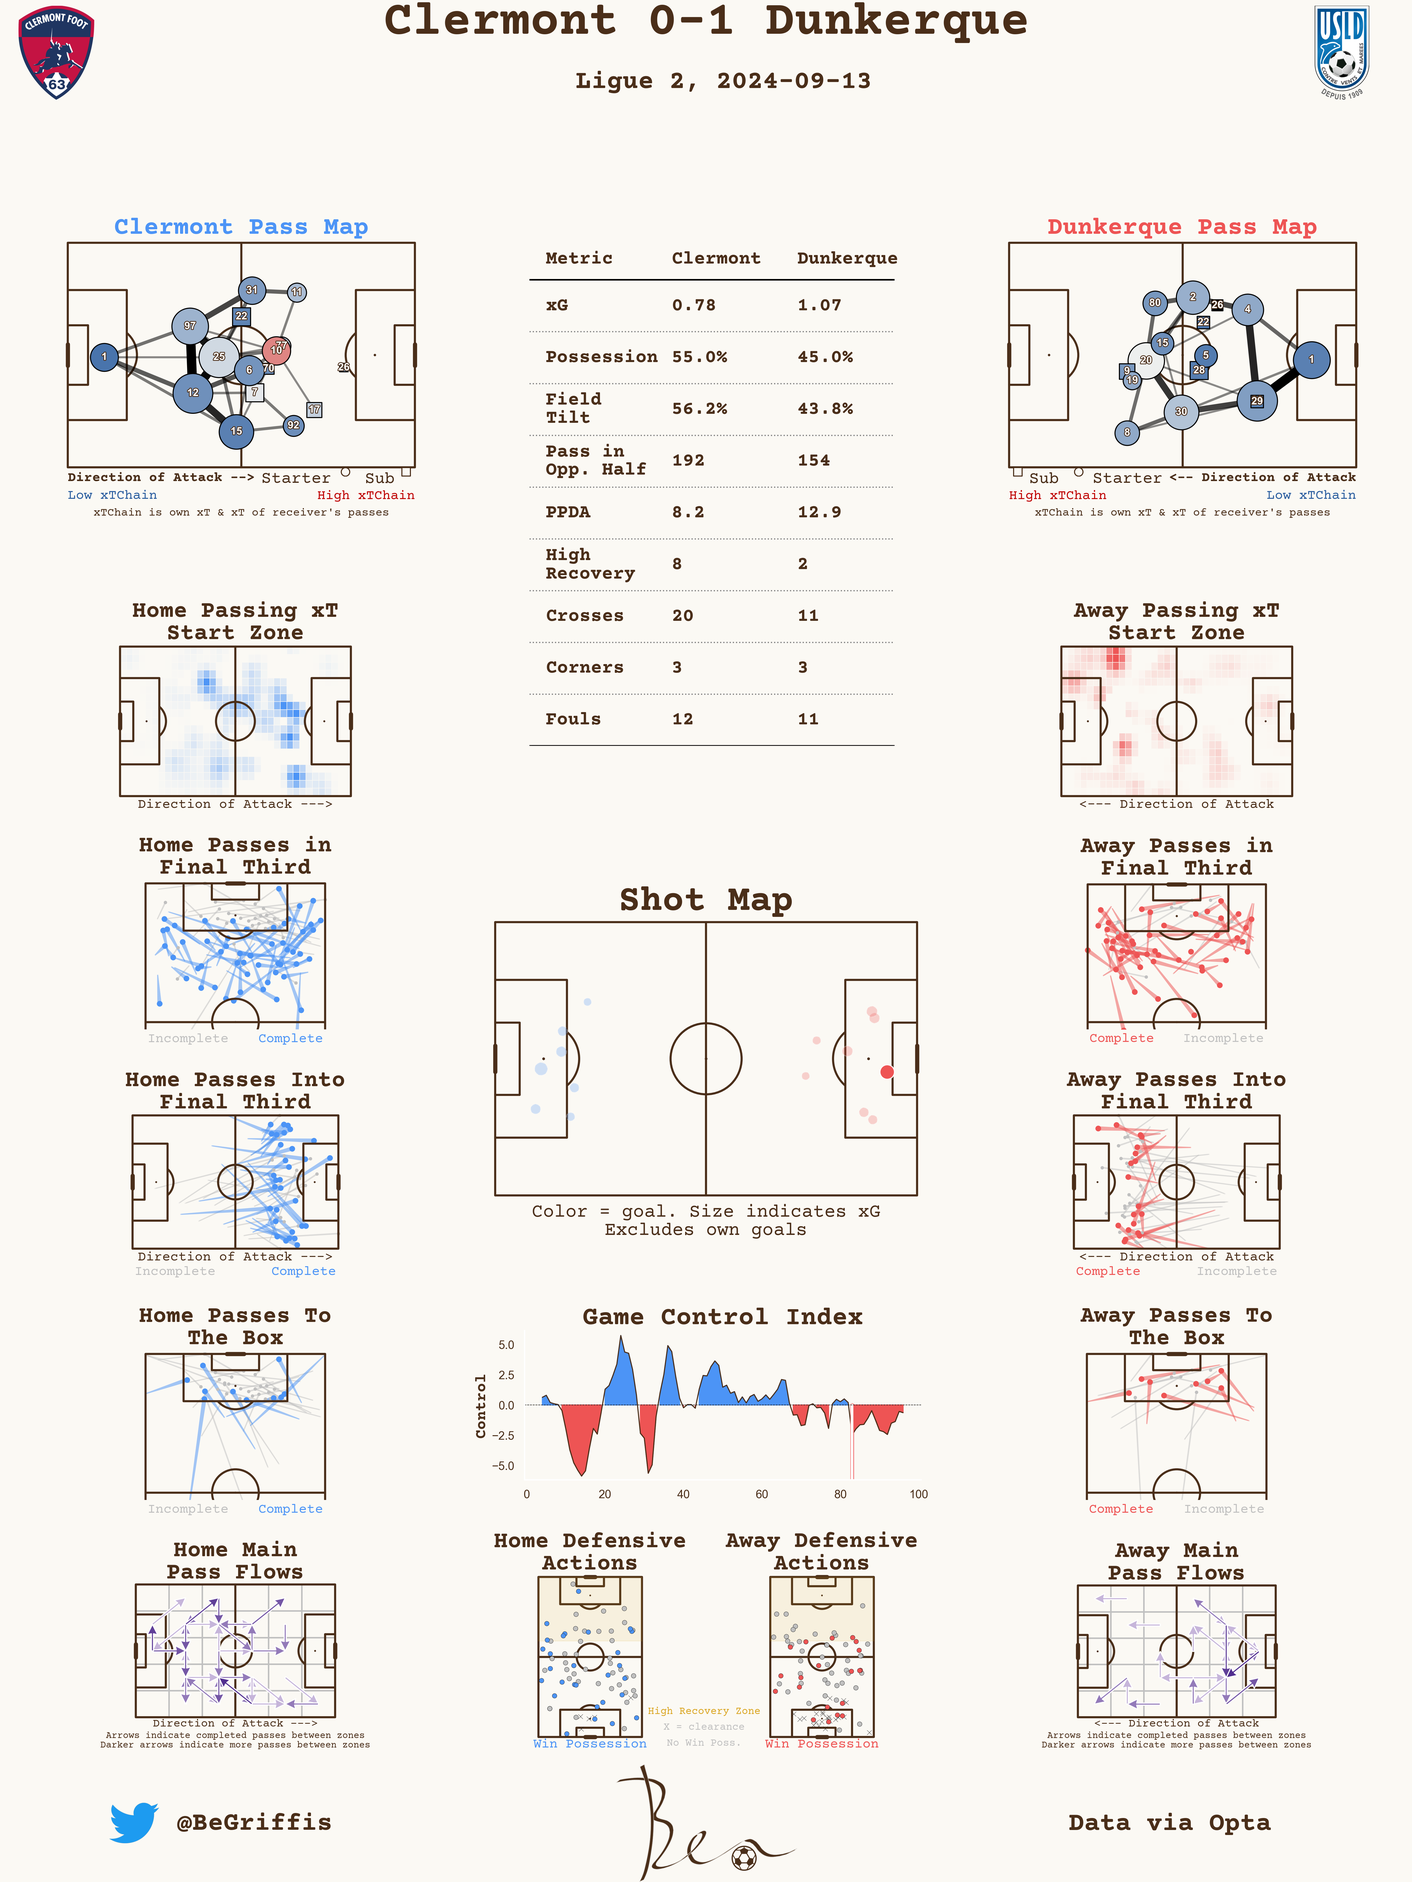 Clermont 0-1 Dunkerque
Ligue 2, 2024-09-13
CLERMONT FOOT
63
USLD
CONTRE VENTS ET MARÉES
DEPUIS 1909
Clermont Pass Map
1
97
12
25
15
31
22
11
10
77
6
70
7
92
17
26
Direction of Attack --> Starter Sub
Low xTChain High xTChain
xTChain is own xT & xT of receiver's passes
Metric Clermont Dunkerque
xG 0.78 1.07
Possession 55.0% 45.0%
Field
Tilt 56.2% 43.8%
Pass in
Opp. Half 192 154
PPDA 8.2 12.9
High
Recovery 8 2
Crosses 20 11
Corners 3 3
Fouls 12 11
Dunkerque Pass Map
80
2
26
4
22
15
20
5
1
9
19
28
30
29
8
Sub Starter <-- Direction of Attack
High xTChain Low xTChain
xTChain is own xT & xT of receiver's passes
Home Passing xT
Start Zone
Direction of Attack --->
Away Passing xT
Start Zone
<--- Direction of Attack
Home Passes in
Final Third
Incomplete Complete
Away Passes in
Final Third
Complete Incomplete
Shot Map
Color = goal. Size indicates xG
Excludes own goals
Home Passes Into
Final Third
Direction of Attack --->
Incomplete Complete
Away Passes Into
Final Third
<--- Direction of Attack
Complete Incomplete
Home Passes To
The Box
Incomplete Complete
Game Control Index
Control
5.0
2.5
0.0
−2.5
−5.0
0 20 40 60 80 100
Away Passes To
The Box
Complete Incomplete
Home Main
Pass Flows
Direction of Attack --->
Arrows indicate completed passes between zones
Darker arrows indicate more passes between zones
Home Defensive
Actions
Win Possession
Away Defensive
Actions
Win Possession
High Recovery Zone
X = clearance
No Win Poss.
Away Main
Pass Flows
<--- Direction of Attack
Arrows indicate completed passes between zones
Darker arrows indicate more passes between zones
@BeGriffis
Ben
Data via Opta